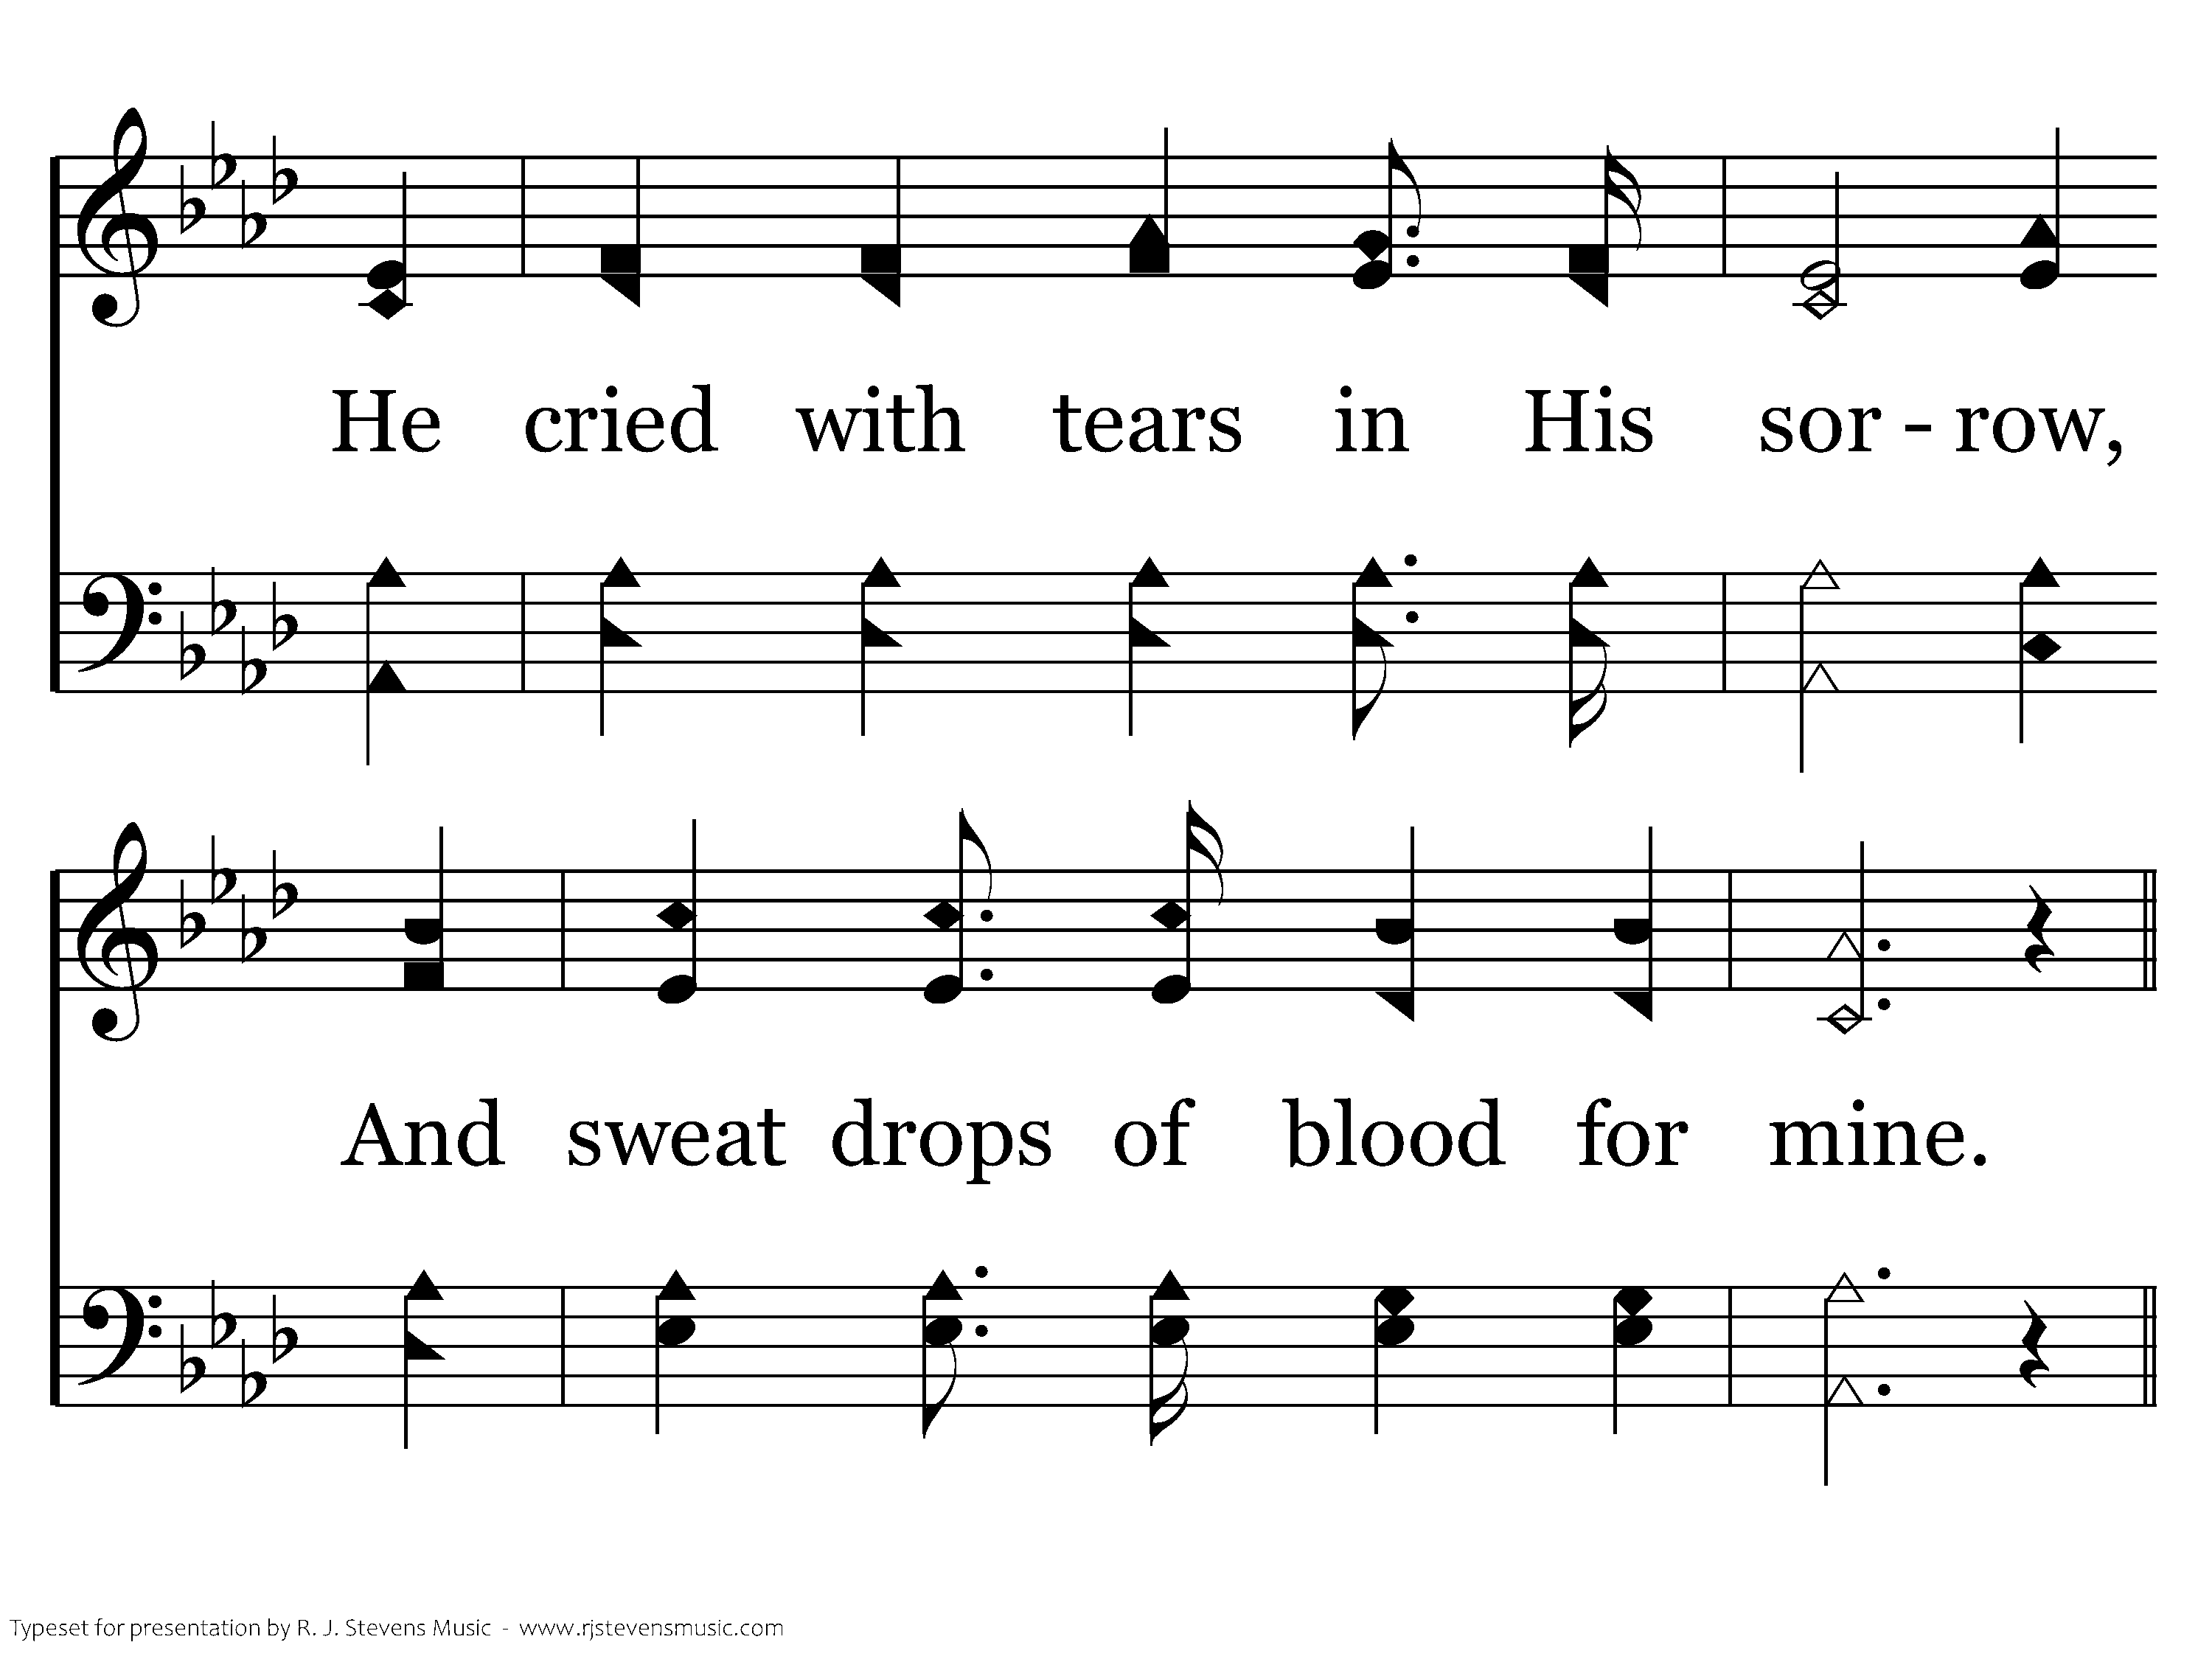 He cried with tears in His sor - row,
And sweat drops of blood for mine.
Typeset for presentation by R. J. Stevens Music - www.rjstevensmusic.com